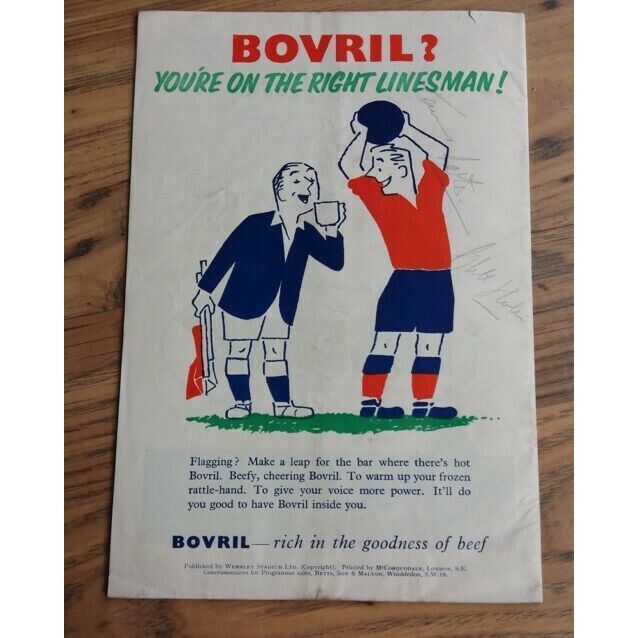 BOVRIL?
YOU'RE ON THE RIGHT LINESMAN!
Flagging? Make a leap for the bar where there's hot
Bovril. Beefy, cheering Bovril. To warm up your frozen
rattle-hand. To give your voice more power. It'll do
you good to have Bovril inside you.
BOVRIL—rich in the goodness of beef
Published by WEMBLEY STADIUM LTD. (Copyright). Printed by MCCORQUODALE, LONDON, S.E.
Concessionaires for Programme sales, BETTS, SON & MALYON, Wimbledon, S.W.19.